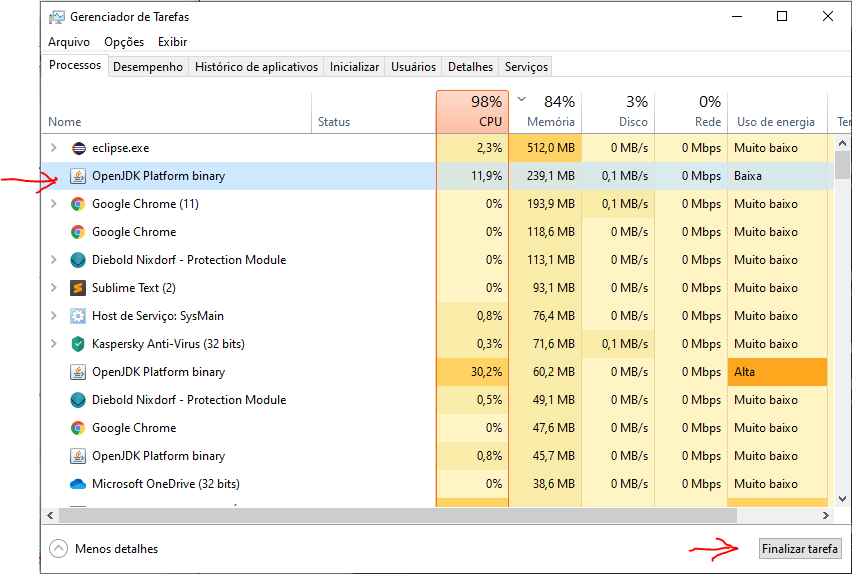 Gerenciador de Tarefas
Arquivo Opções Exibir
Processos Desempenho Histórico de aplicativos Inicializar Usuários Detalhes Serviços
98% 84% 3% 0%
Nome Status CPU Memória Disco Rede Uso de energia
eclipse.exe 2,3% 512,0 MB 0 MB/s 0 Mbps Muito baixo
OpenJDK Platform binary 11,9% 239,1 MB 0,1 MB/s 0 Mbps Baixa
Google Chrome (11) 0% 193,9 MB 0,1 MB/s 0 Mbps Muito baixo
Google Chrome 0% 118,6 MB 0 MB/s 0 Mbps Muito baixo
Diebold Nixdorf - Protection Module 0% 113,1 MB 0 MB/s 0 Mbps Muito baixo
Sublime Text (2) 0% 93,1 MB 0 MB/s 0 Mbps Muito baixo
Host de Serviço: SysMain 0,8% 76,4 MB 0 MB/s 0 Mbps Muito baixo
Kaspersky Anti-Virus (32 bits) 0,3% 71,6 MB 0,1 MB/s 0 Mbps Muito baixo
OpenJDK Platform binary 30,2% 60,2 MB 0 MB/s 0 Mbps Alta
Diebold Nixdorf - Protection Module 0,5% 49,1 MB 0 MB/s 0 Mbps Muito baixo
Google Chrome 0% 47,6 MB 0 MB/s 0 Mbps Muito baixo
OpenJDK Platform binary 0,8% 45,7 MB 0 MB/s 0 Mbps Muito baixo
Microsoft OneDrive (32 bits) 0% 38,6 MB 0 MB/s 0 Mbps Muito baixo
Menos detalhes Finalizar tarefa